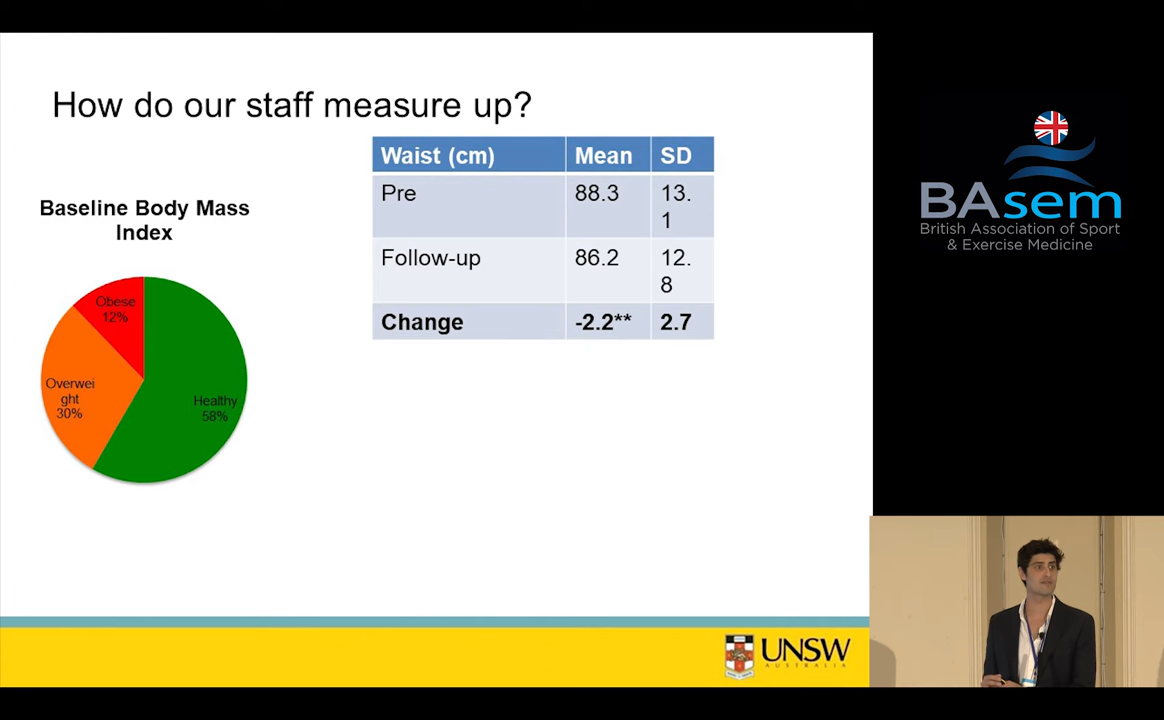 How do our staff measure up?
Baseline Body Mass
Index
Obese
12%
Overwei
ght
30%
Healthy
58%
Waist (cm) Mean SD
Pre 88.3 13.
1
Follow-up 86.2 12.
8
Change -2.2** 2.7
BAsem
British Association of Sport
& Exercise Medicine
UNSW
AUSTRALIA